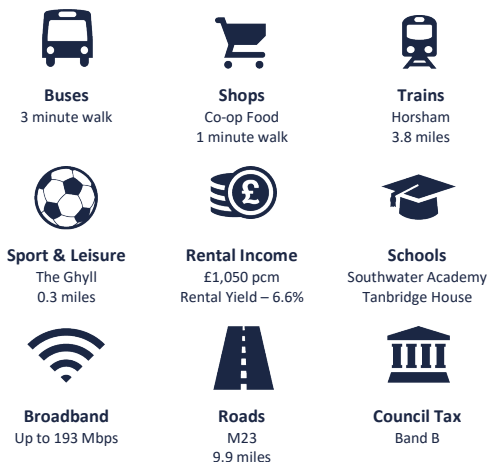 Buses
3 minute walk
Shops
Co-op Food
1 minute walk
Trains
Horsham
3.8 miles
Sport & Leisure
The Ghyll
0.3 miles
£
Rental Income
£1,050 pcm
Rental Yield – 6.6%
Schools
Southwater Academy
Tanbridge House
Broadband
Up to 193 Mbps
Roads
M23
9.9 miles
Council Tax
Band B